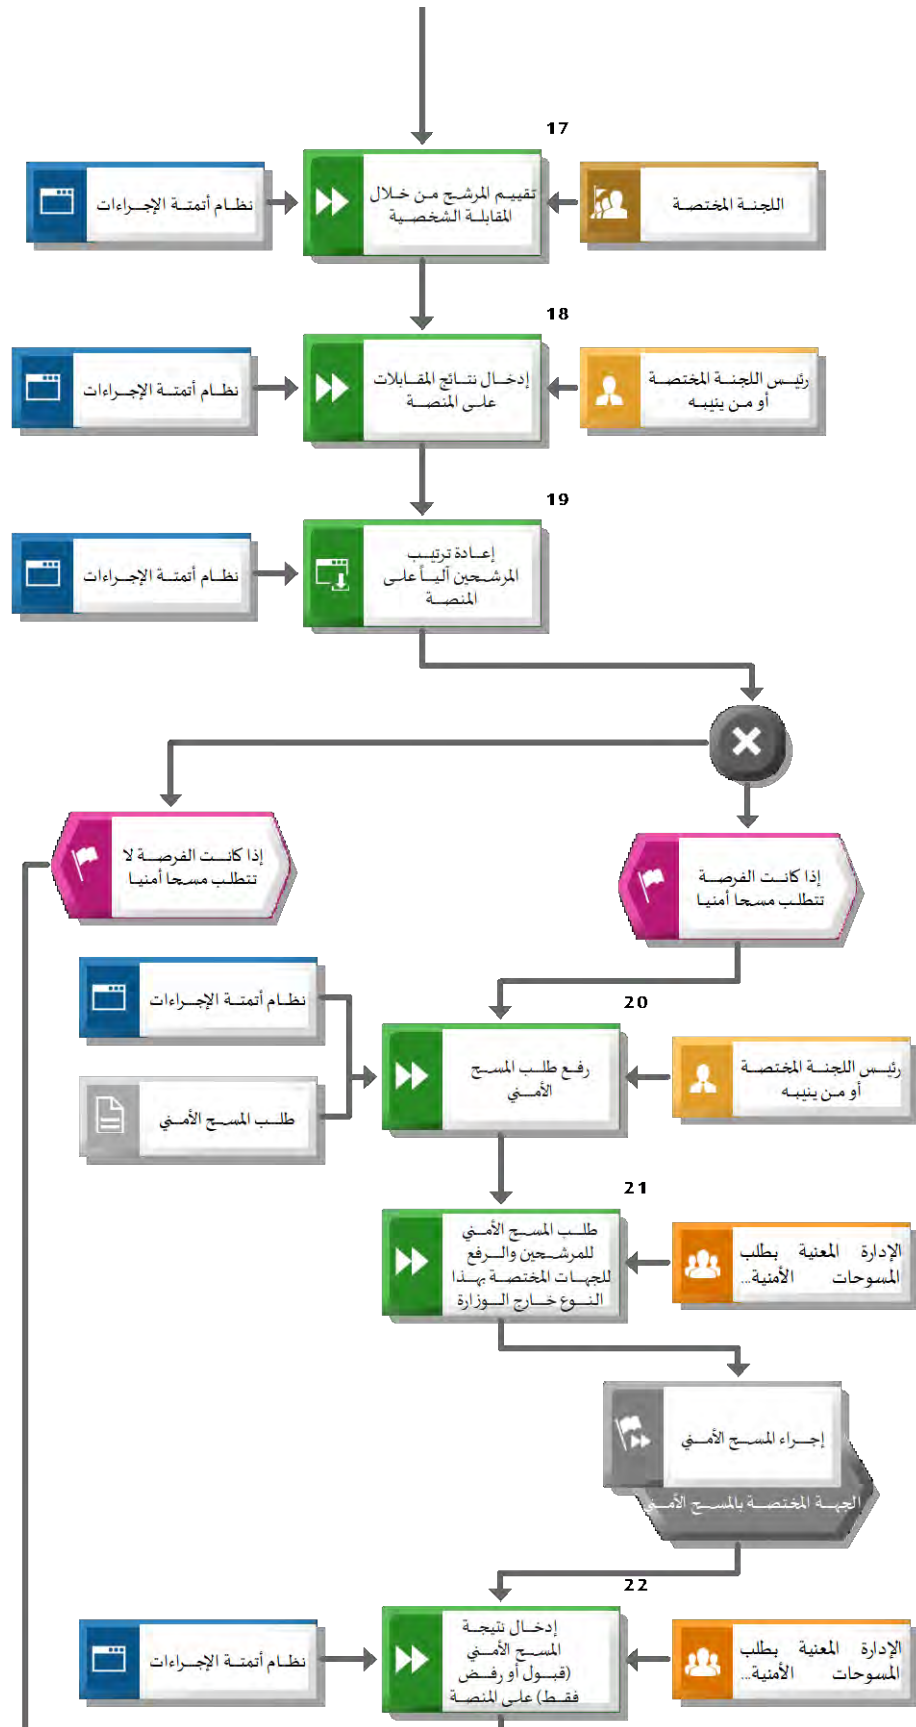 17
اللجنة المختصة
تقييم المرشح من خلال
المقابلة الشخصية
نظام أتمتة الإجراءات
18
رئيس اللجنة المختصة
أو من ينيبه
إدخال نتائج المقابلات
على المنصة
نظام أتمتة الإجراءات
19
إعادة ترتيب
المرشحين آلياً على
المنصة
نظام أتمتة الإجراءات
إذا كانت الفرصة
تتطلب مسحا أمنيا
إذا كانت الفرصة لا
تتطلب مسحا أمنيا
20
رئيس اللجنة المختصة
أو من ينيبه
رفع طلب المسح
الأمني
نظام أتمتة الإجراءات
طلب المسح الأمني
21
الإدارة المعنية بطلب
المسوحات الأمنية...
طلب المسح الأمني
للمرشحين والرفع
للجهات المختصة بهذا
النوع خارج الوزارة
إجراء المسح الأمني
الجهة المختصة بالمسح الأمني
22
الإدارة المعنية بطلب
المسوحات الأمنية...
إدخال نتيجة
المسح الأمني
(قبول أو رفض
فقط) على المنصة
نظام أتمتة الإجراءات